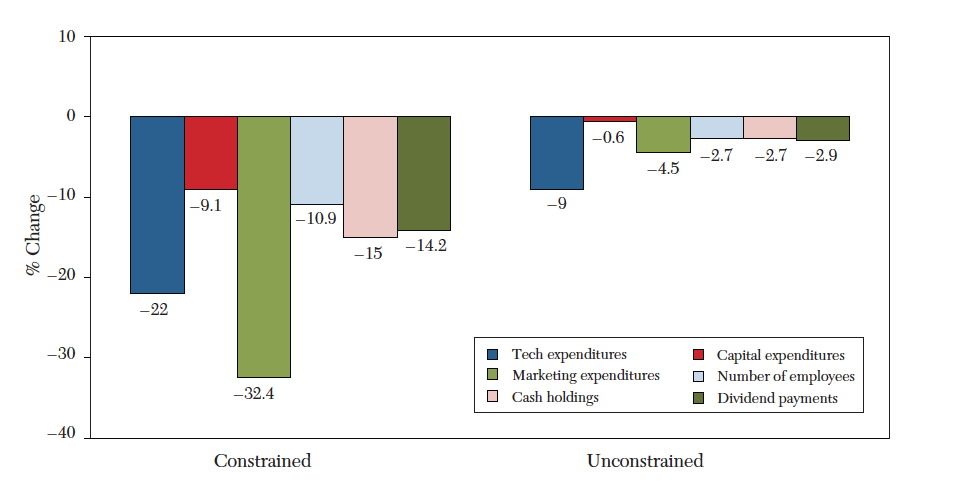 10
0
−10
−20
−30
−40
% Change
−22
−9.1
−32.4
−10.9
−15
−14.2
−9
−0.6
−4.5
−2.7
−2.7
−2.9
Tech expenditures
Capital expenditures
Marketing expenditures
Number of employees
Cash holdings
Dividend payments
Constrained
Unconstrained